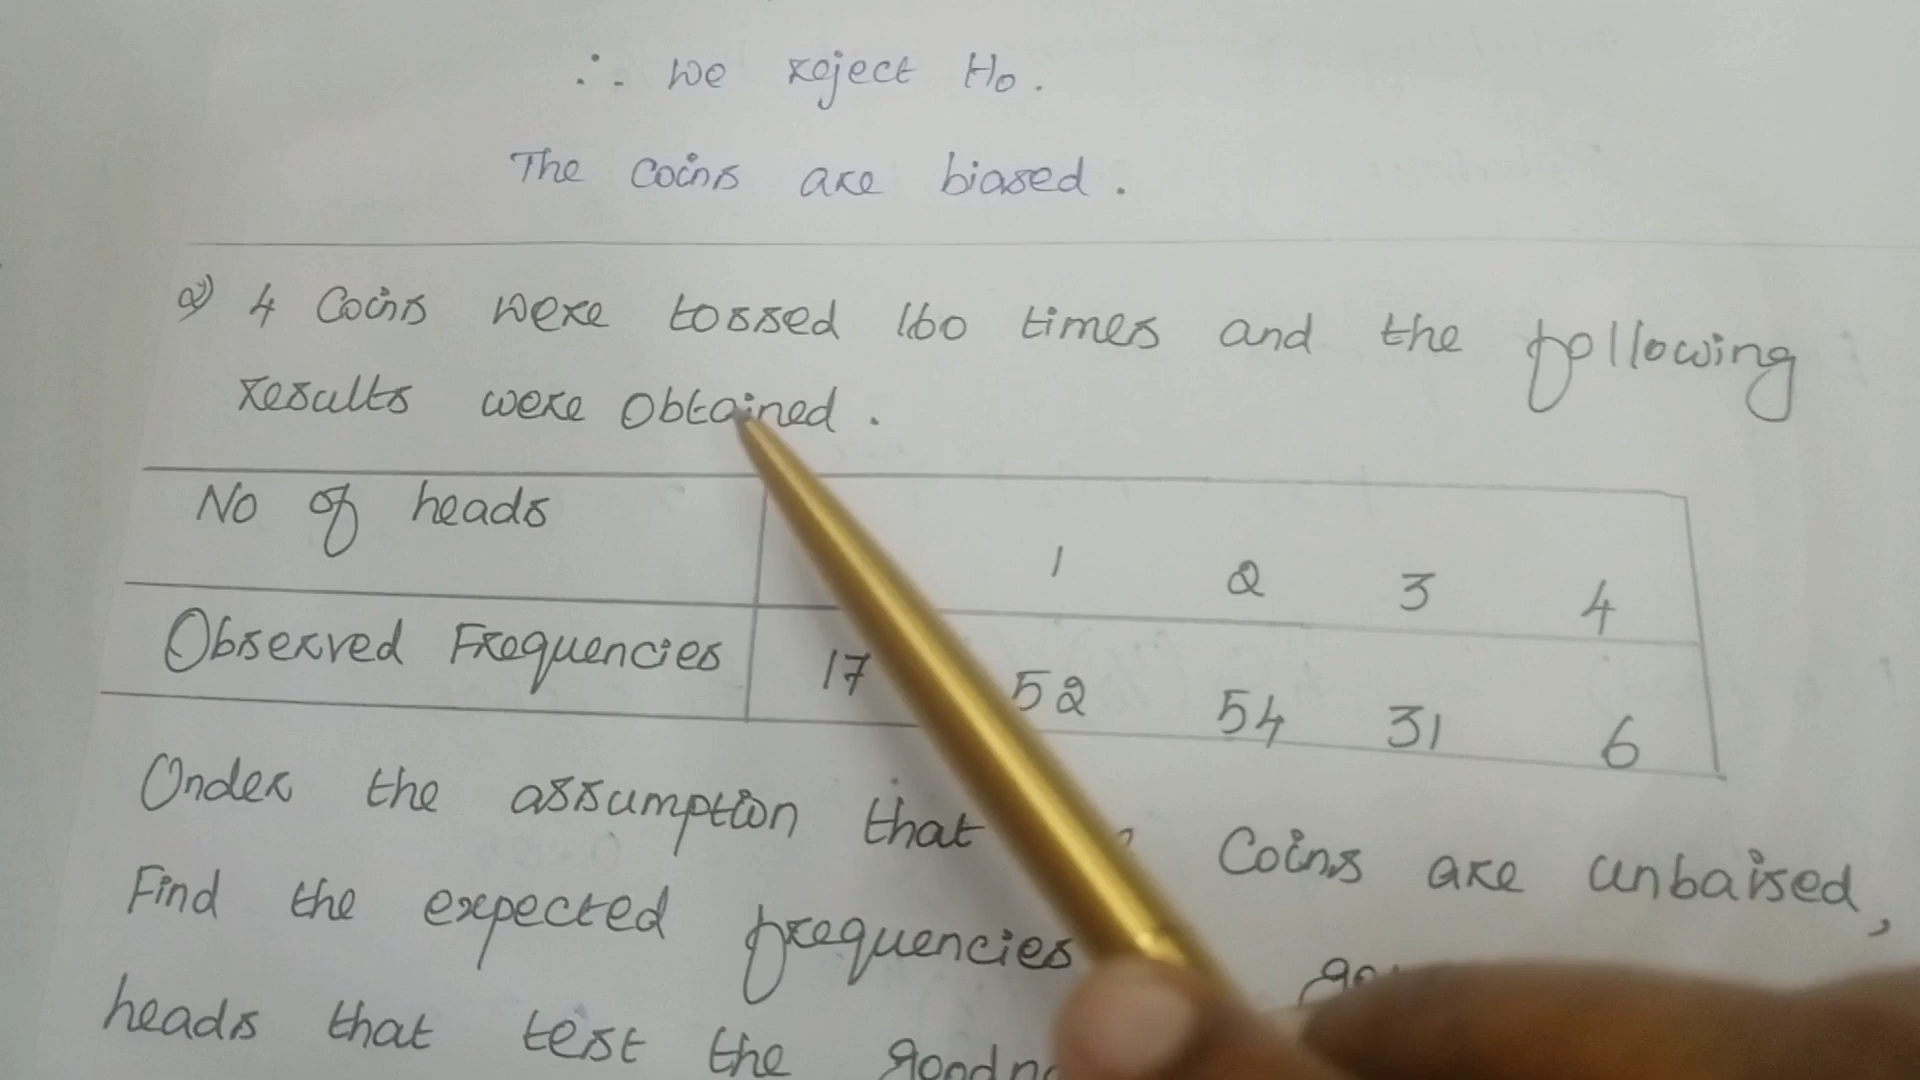 ∴ we reject H₀.
The coins are biased.
2) 4 Coins were tossed 160 times and the following
results were obtained.
No of heads 1 2 3 4
Observed Frequencies 17 52 54 31 6
Under the assumption that Coins are unbaised,
Find the expected frequencies
heads that test the